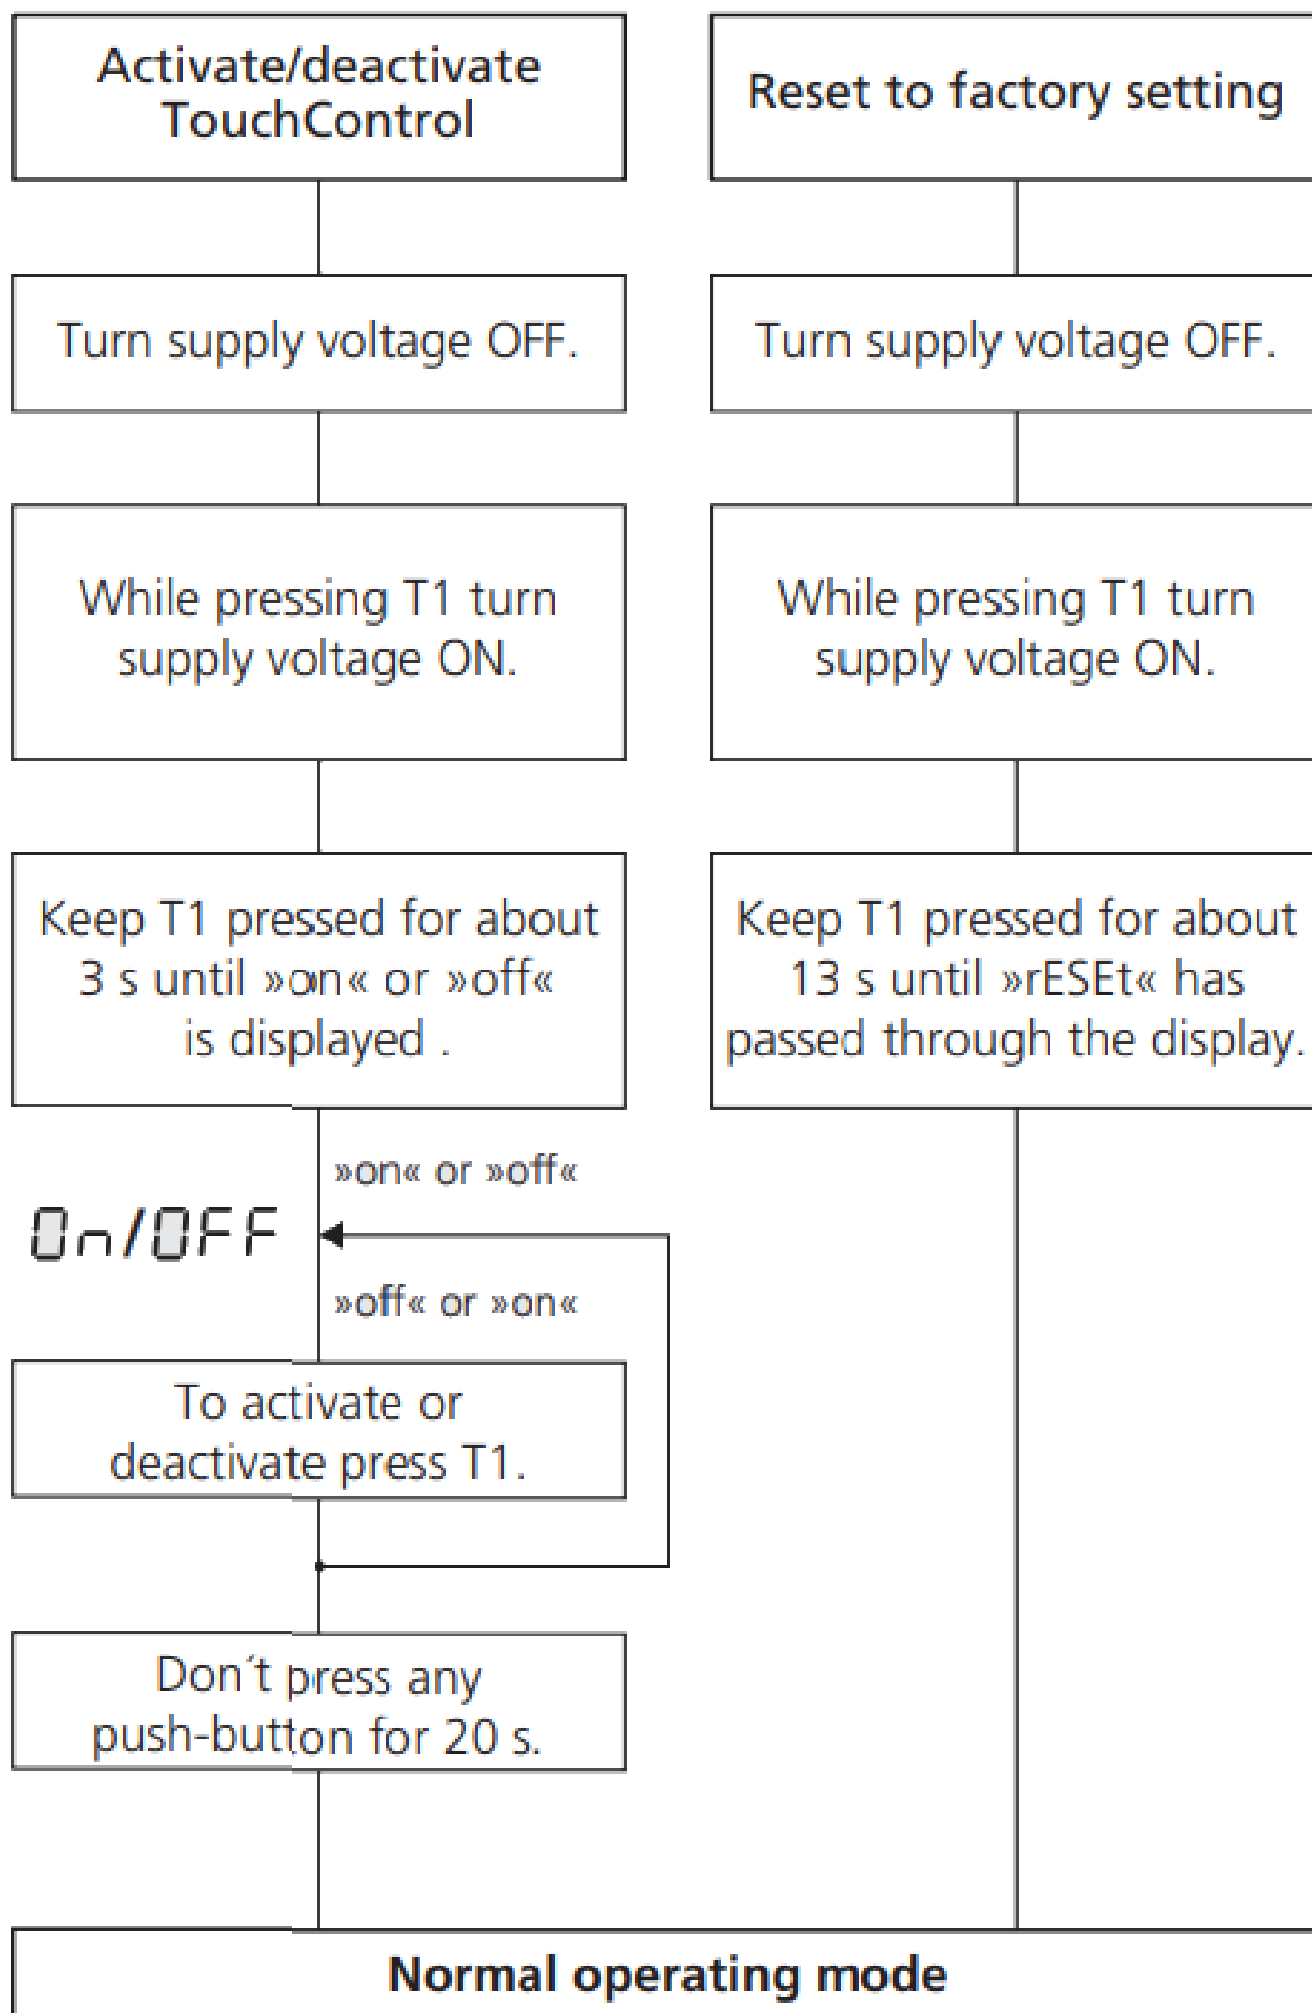 Activate/deactivate
TouchControl
Turn supply voltage OFF.
While pressing T1 turn
supply voltage ON.
Keep T1 pressed for about
3 s until »on« or »off«
is displayed .
»on« or »off«
On/OFF
»off« or »on«
To activate or
deactivate press T1.
Don´t press any
push-button for 20 s.
Reset to factory setting
Turn supply voltage OFF.
While pressing T1 turn
supply voltage ON.
Keep T1 pressed for about
13 s until »rESEt« has
passed through the display.
Normal operating mode